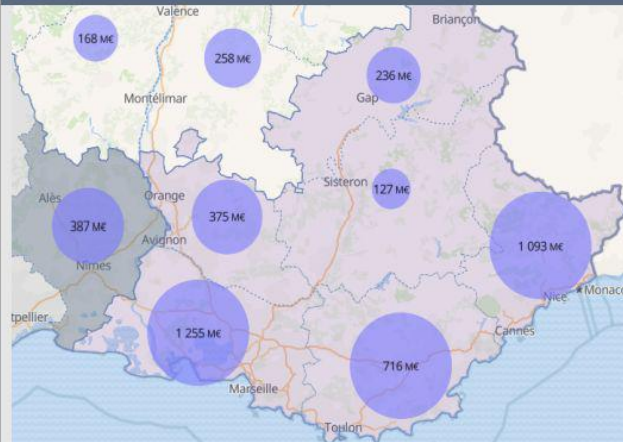 Valence
Briançon
168 M€
258 M€
236 M€
Gap
Montélimar
Sisteron
127 M€
Alès
Orange
387 M€
375 M€
Avignon
1 093 M€
Nîmes
Nice
Monaco
tpellier
1 255 M€
Cannes
716 M€
Marseille
Toulon